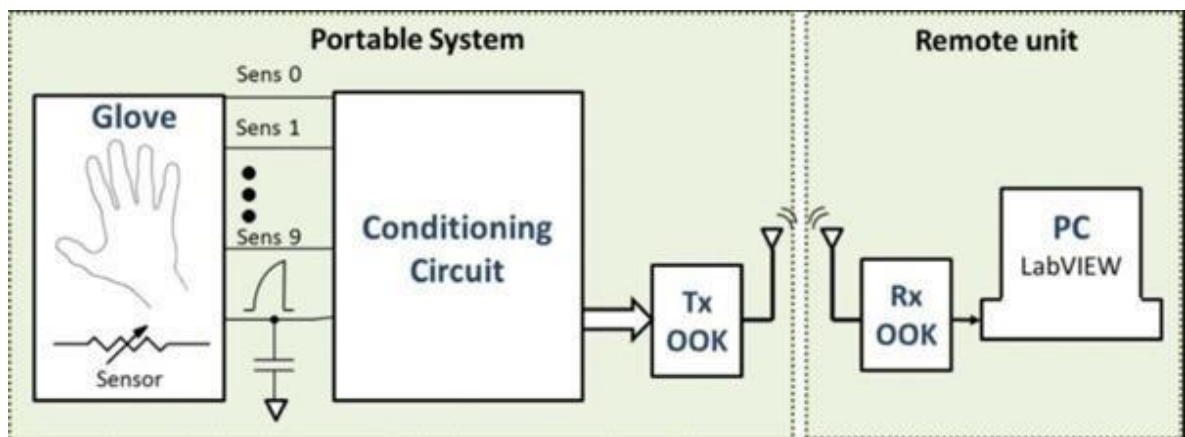 Portable System
Remote unit
Glove
Sens 0
Sens 1
Sens 9
Sensor
Conditioning
Circuit
Tx
OOK
Rx
OOK
PC
LabVIEW